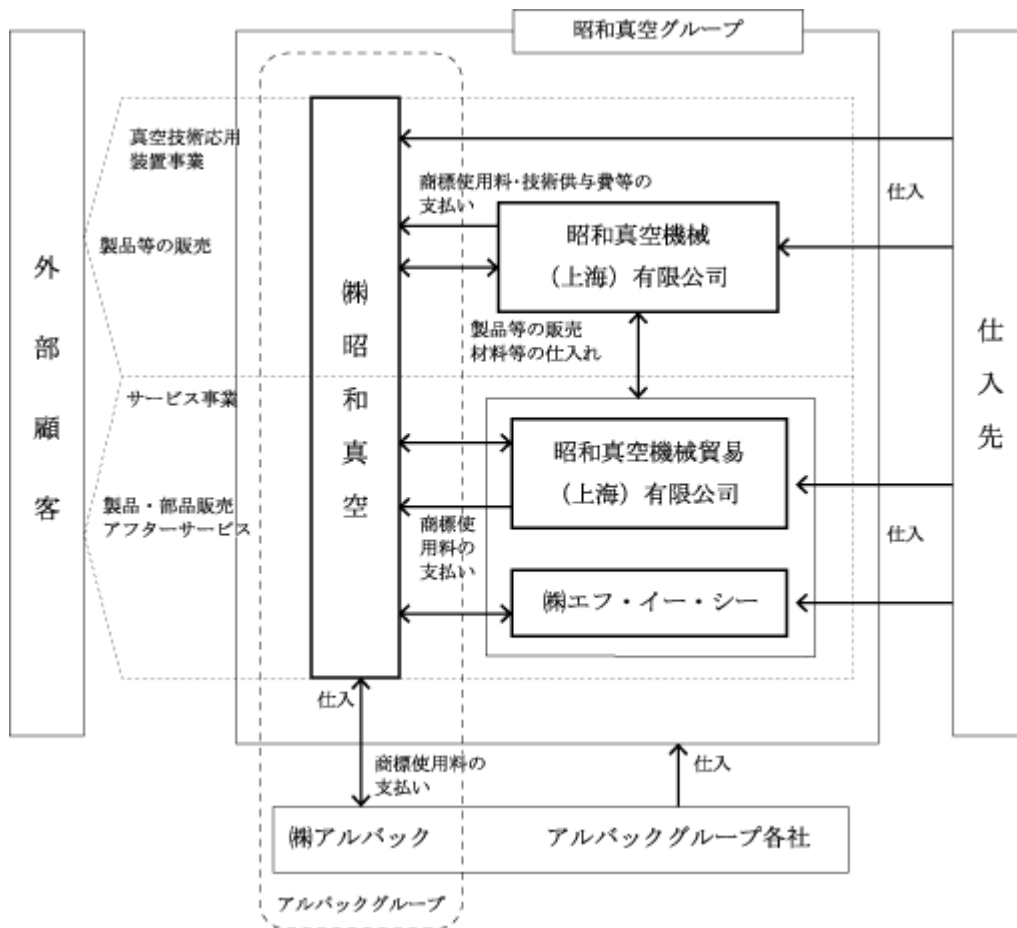 昭和真空グループ
外部顧客
真空技術応用
装置事業
製品等の販売
サービス事業
製品・部品販売
アフターサービス
㈱昭和真空
商標使用料・技術供与費等の
支払い
昭和真空機械
（上海）有限公司
製品等の販売
材料等の仕入れ
昭和真空機械貿易
（上海）有限公司
商標使
用料の
支払い
㈱エフ・イー・シー
仕入
仕入
仕入先
仕入
商標使用料の
支払い
仕入
㈱アルバック
アルバックグループ各社
アルバックグループ